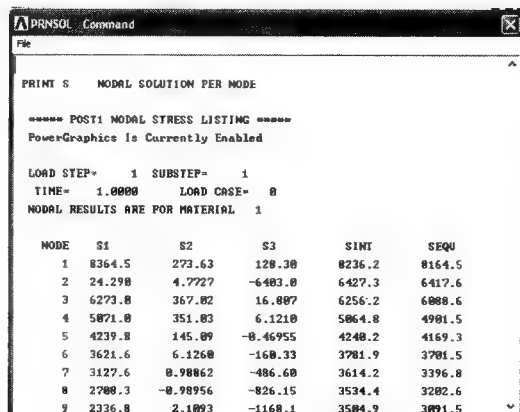 PRNSOL Command
File
PRINT S NODAL SOLUTION PER NODE
***** POST1 NODAL STRESS LISTING *****
PowerGraphics Is Currently Enabled
LOAD STEP= 1 SUBSTEP= 1
TIME= 1.0000 LOAD CASE= 0
NODAL RESULTS ARE FOR MATERIAL 1
NODE S1 S2 S3 SINT SEQU
1 8364.5 273.63 128.30 8236.2 8164.5
2 24.290 4.7727 -6403.0 6427.3 6417.6
3 6273.0 367.02 16.807 6256.2 6088.6
4 5071.0 351.03 6.1210 5064.8 4901.5
5 4239.8 145.09 -0.46955 4240.2 4169.3
6 3621.6 6.1260 -160.33 3781.9 3701.5
7 3127.6 0.98862 -486.60 3614.2 3396.8
8 2708.3 -0.98956 -826.15 3534.4 3202.6
9 2336.8 2.1093 -1168.1 3504.9 3091.5